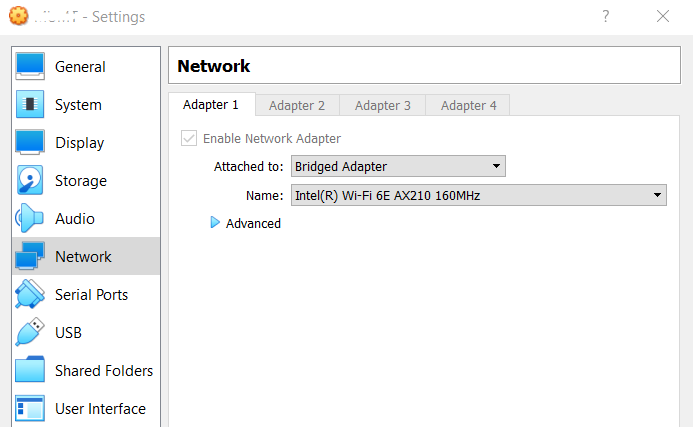 - Settings
?
General
System
Display
Storage
Audio
Network
Serial Ports
USB
Shared Folders
User Interface
Network
Adapter 1 Adapter 2 Adapter 3 Adapter 4
Enable Network Adapter
Attached to: Bridged Adapter
Name: Intel(R) Wi-Fi 6E AX210 160MHz
Advanced